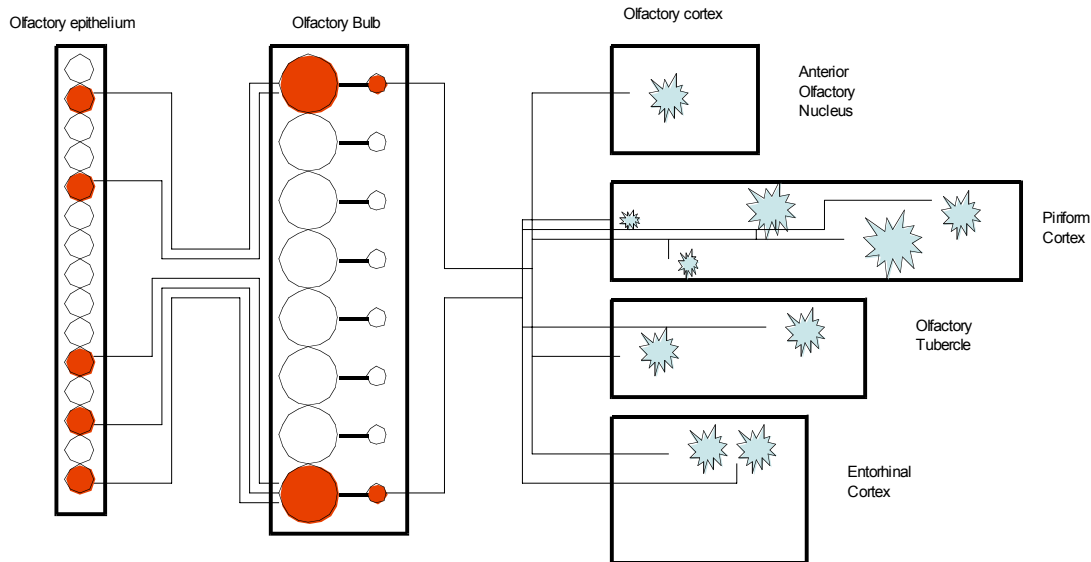 Olfactory epithelium
Olfactory Bulb
Olfactory cortex
Anterior
Olfactory
Nucleus
Piriform
Cortex
Olfactory
Tubercle
Entorhinal
Cortex